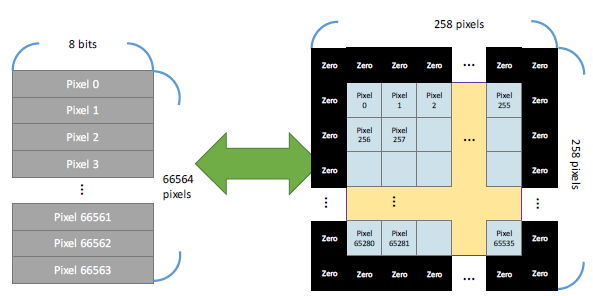 8 bits
Pixel 0
Pixel 1
Pixel 2
Pixel 3
...
Pixel 66561
Pixel 66562
Pixel 66563
66564
pixels
258 pixels
Zero Zero Zero Zero ... Zero Zero
Zero Pixel 0 Pixel 1 Pixel 2 Pixel 255 Zero
Zero Pixel 256 Pixel 257 ... Zero
Zero Zero
... ... ...
Zero Pixel 65280 Pixel 65281 Pixel 65535 Zero
Zero Zero Zero Zero ... Zero Zero
258 pixels